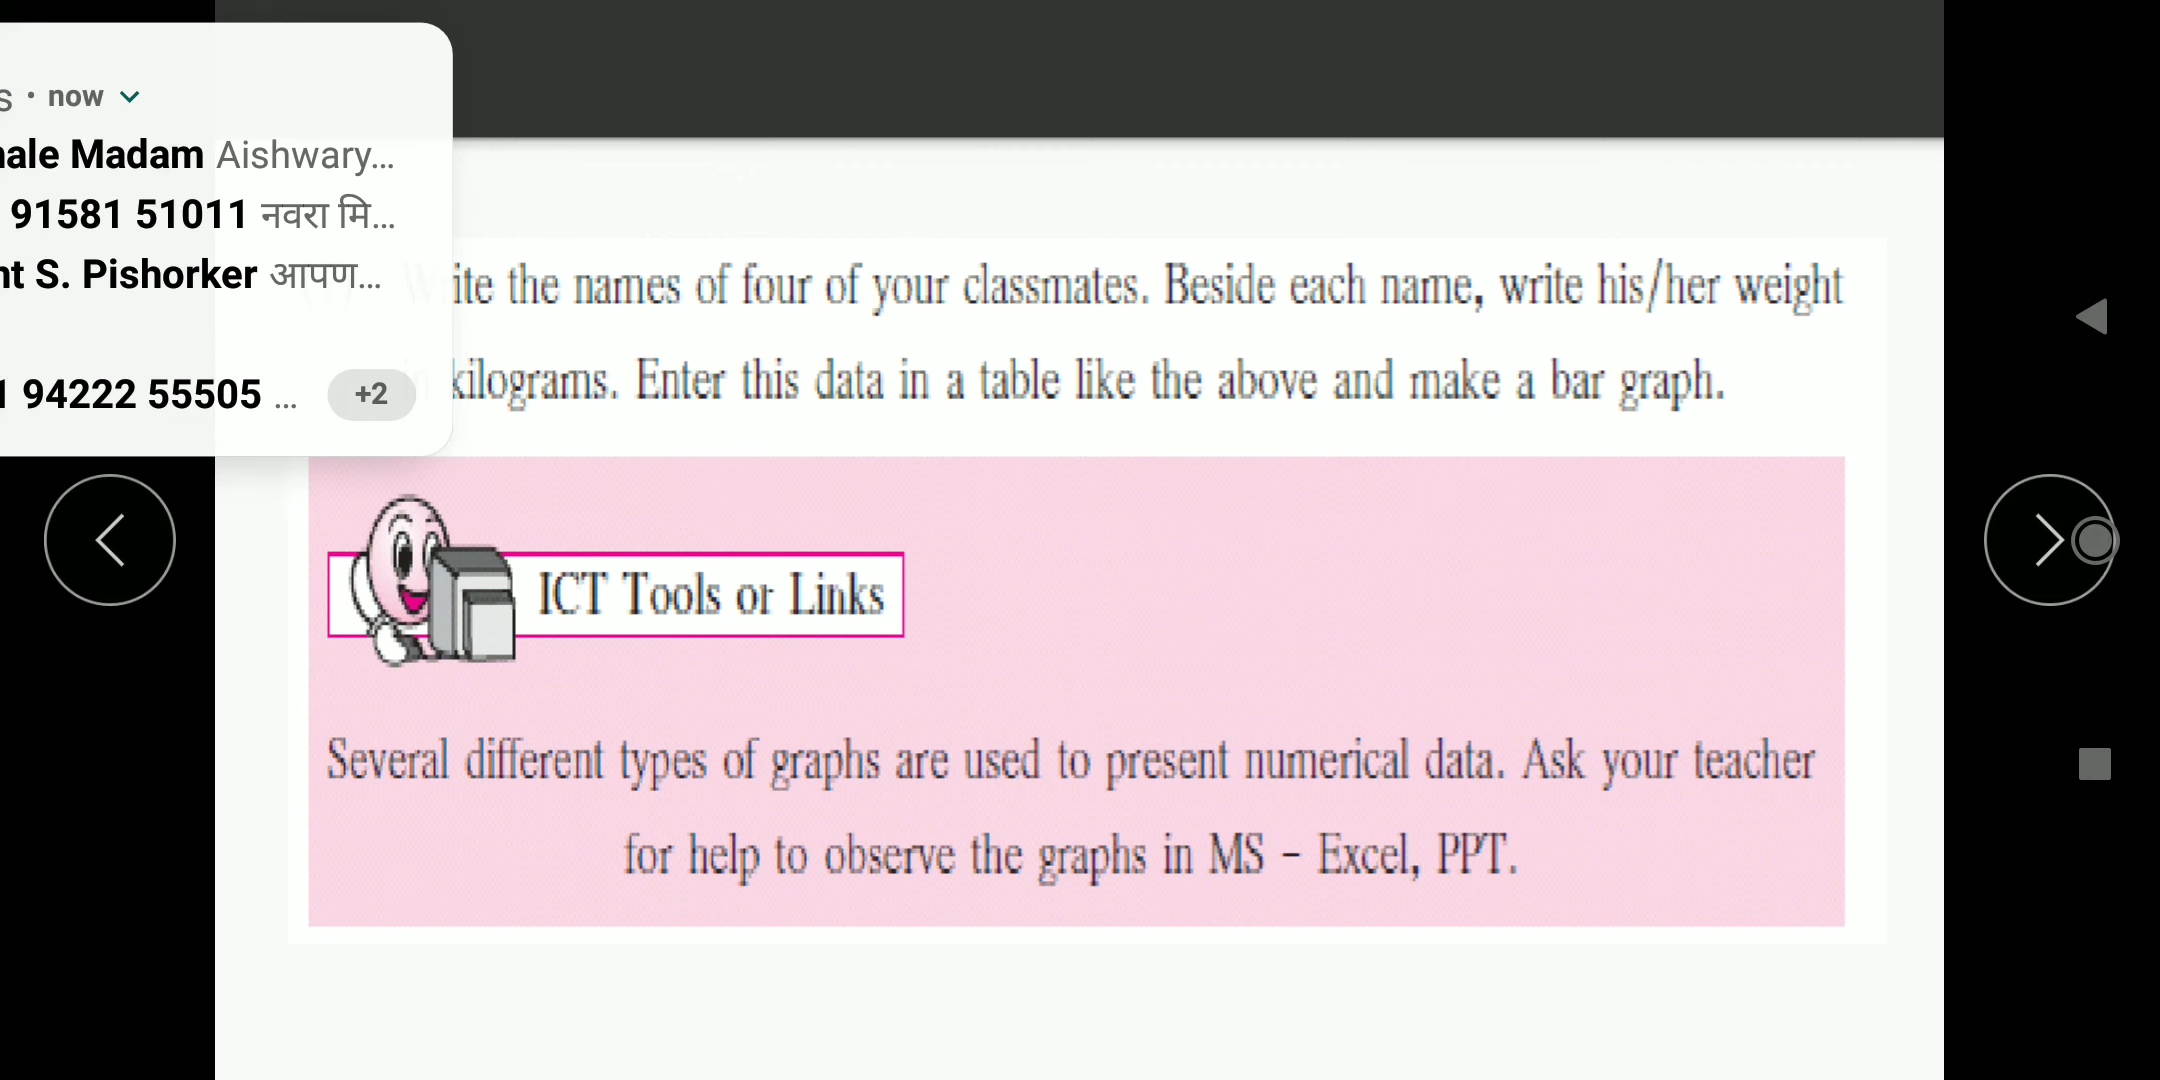 s • now
ale Madam Aishwary...
91581 51011 नवरा मि...
nt S. Pishorker आपण...
1 94222 55505 ... +2
Write the names of four of your classmates. Beside each name, write his/her weight
in kilograms. Enter this data in a table like the above and make a bar graph.
ICT Tools or Links
Several different types of graphs are used to present numerical data. Ask your teacher
for help to observe the graphs in MS – Excel, PPT.